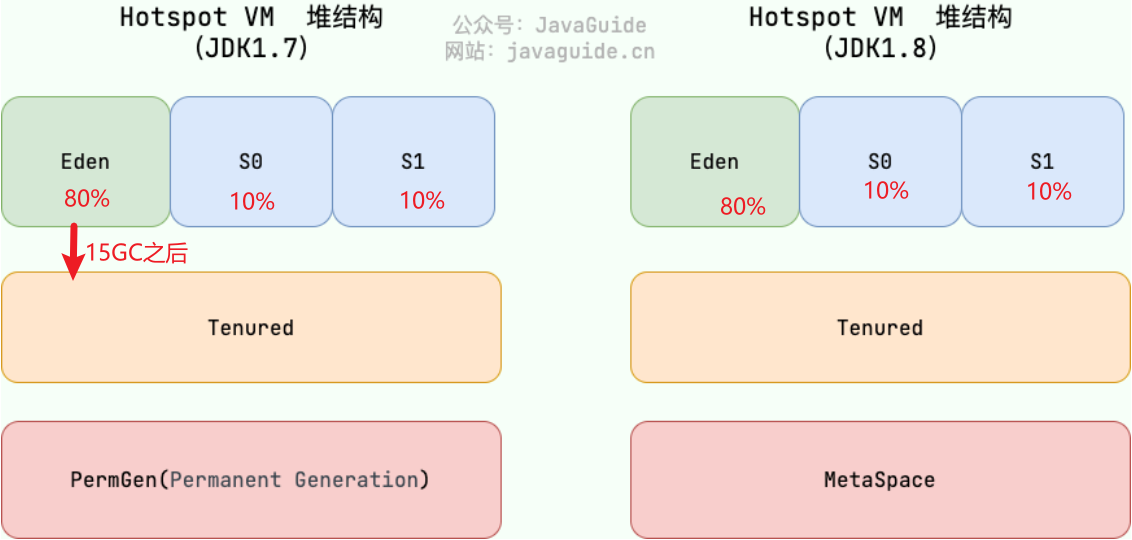 Hotspot VM 堆结构
(JDK1.7)
公众号：JavaGuide
网站：javaguide.cn
Hotspot VM 堆结构
(JDK1.8)
Eden
80%
S0
10%
S1
10%
15GC之后
Tenured
PermGen(Permanent Generation)
Eden
80%
S0
10%
S1
10%
Tenured
MetaSpace